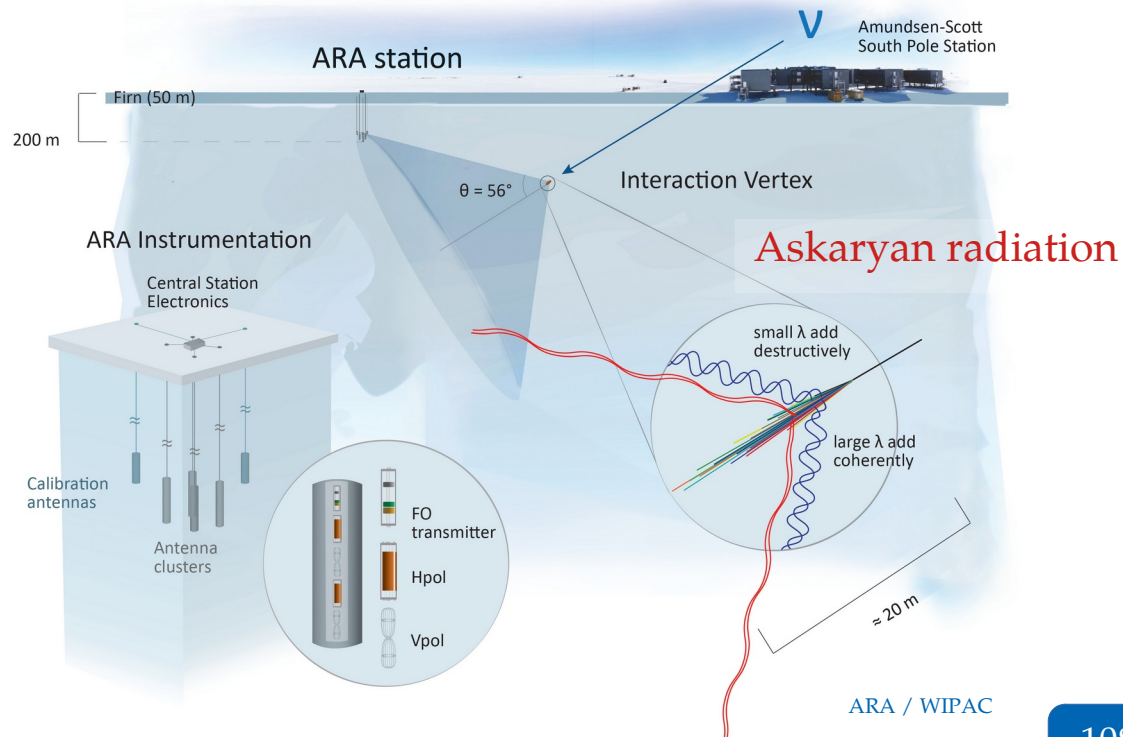 ν
Amundsen-Scott
South Pole Station
ARA station
Firn (50 m)
200 m
θ = 56°
Interaction Vertex
Askaryan radiation
ARA Instrumentation
Central Station
Electronics
small λ add
destructively
large λ add
coherently
≈
≈
≈
≈
≈
Calibration
antennas
Antenna
clusters
FO
transmitter
Hpol
Vpol
≈ 20 m
ARA / WIPAC